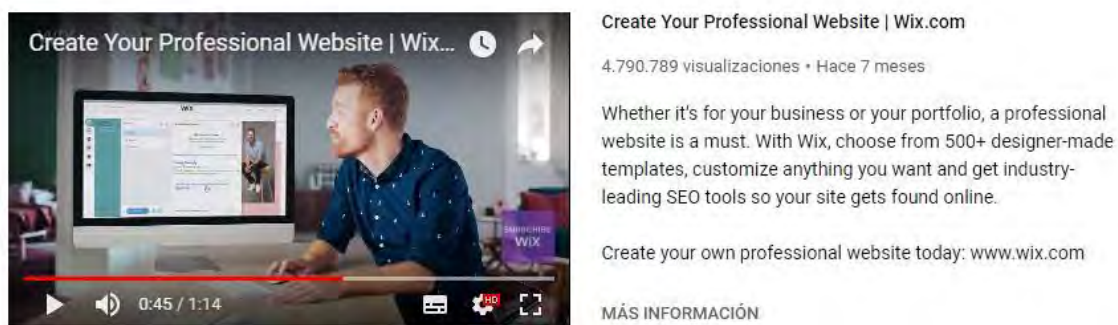 Create Your Professional Website | Wix...
WiX
SUBSCRIBE
WiX
0:45 / 1:14
HD
Create Your Professional Website | Wix.com
4.790.789 visualizaciones • Hace 7 meses
Whether it's for your business or your portfolio, a professional
website is a must. With Wix, choose from 500+ designer-made
templates, customize anything you want and get industry-
leading SEO tools so your site gets found online.
Create your own professional website today: www.wix.com
MÁS INFORMACIÓN